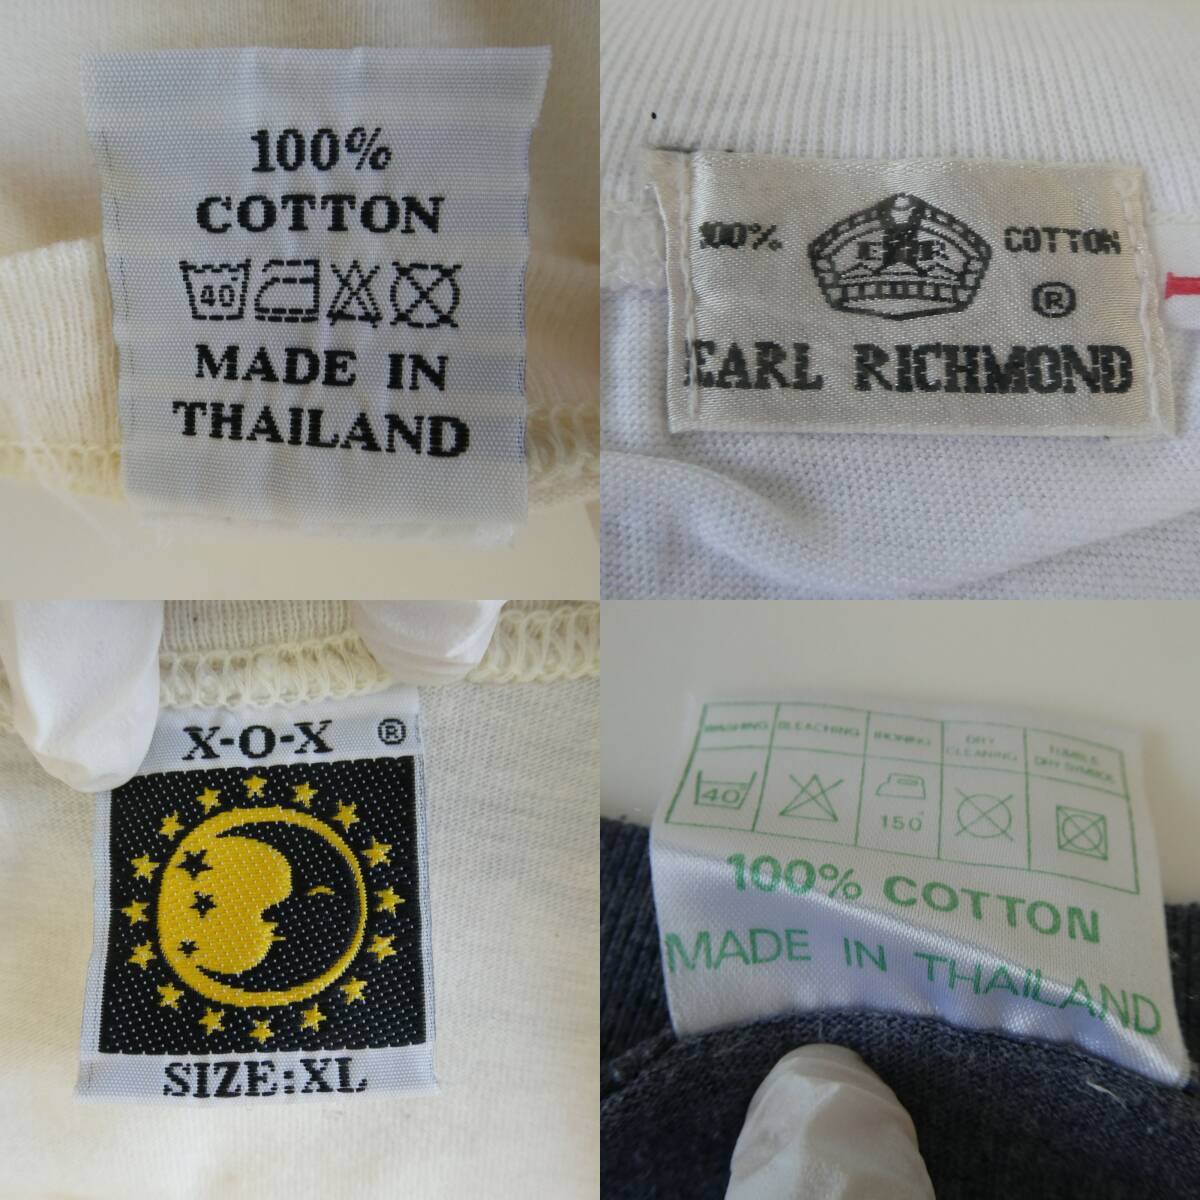 100%
COTTON
40
MADE IN
THAILAND
100% COTTON
®
EARL RICHMOND
X-O-X ®
SIZE:XL
WASHING BLEACHING IRONING DRY CLEANING TUMBLE DRY SYMBOL
40 150°
100% COTTON
MADE IN THAILAND